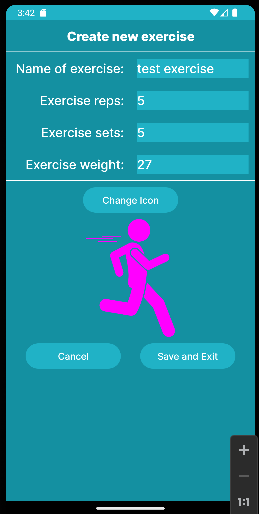 3:42
Create new exercise
Name of exercise: test exercise
Exercise reps: 5
Exercise sets: 5
Exercise weight: 27
Change Icon
Cancel Save and Exit
1:1